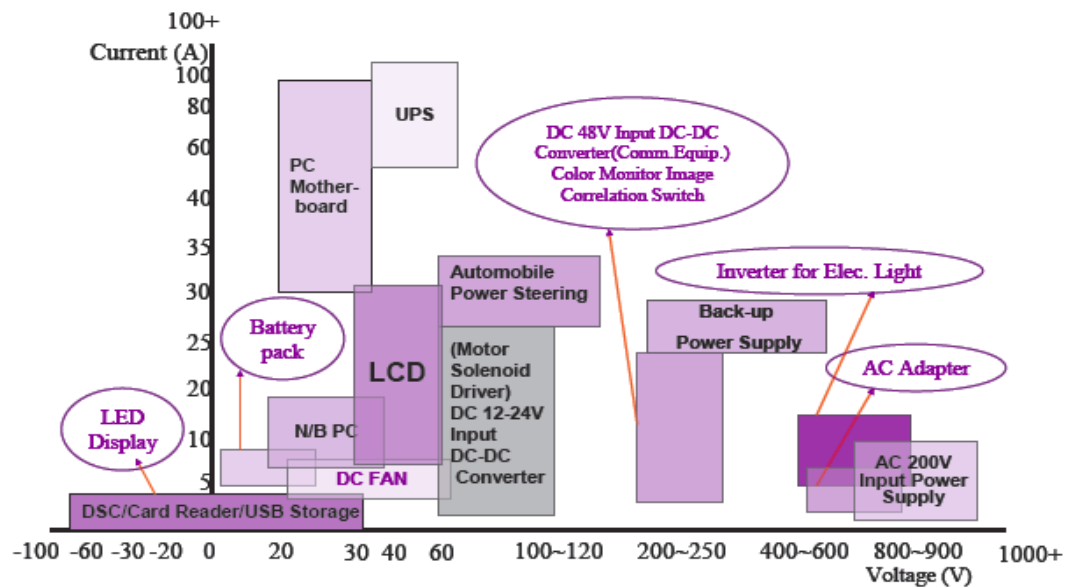 100+
Current (A)
100
80
60
40
35
30
25
20
15
10
5
UPS
PC
Mother-
board
DC 48V Input DC-DC
Converter(Comm.Equip.)
Color Monitor Image
Correlation Switch
Automobile
Power Steering
Inverter for Elec. Light
Back-up
Power Supply
Battery
pack
LCD
(Motor
Solenoid
Driver)
DC 12-24V
Input
DC-DC
Converter
AC Adapter
LED
Display
N/B PC
DC FAN
AC 200V
Input Power
Supply
DSC/Card Reader/USB Storage
-100 -60 -30 -20 0 20 30 40 60 100~120 200~250 400~600 800~900 1000+
Voltage (V)